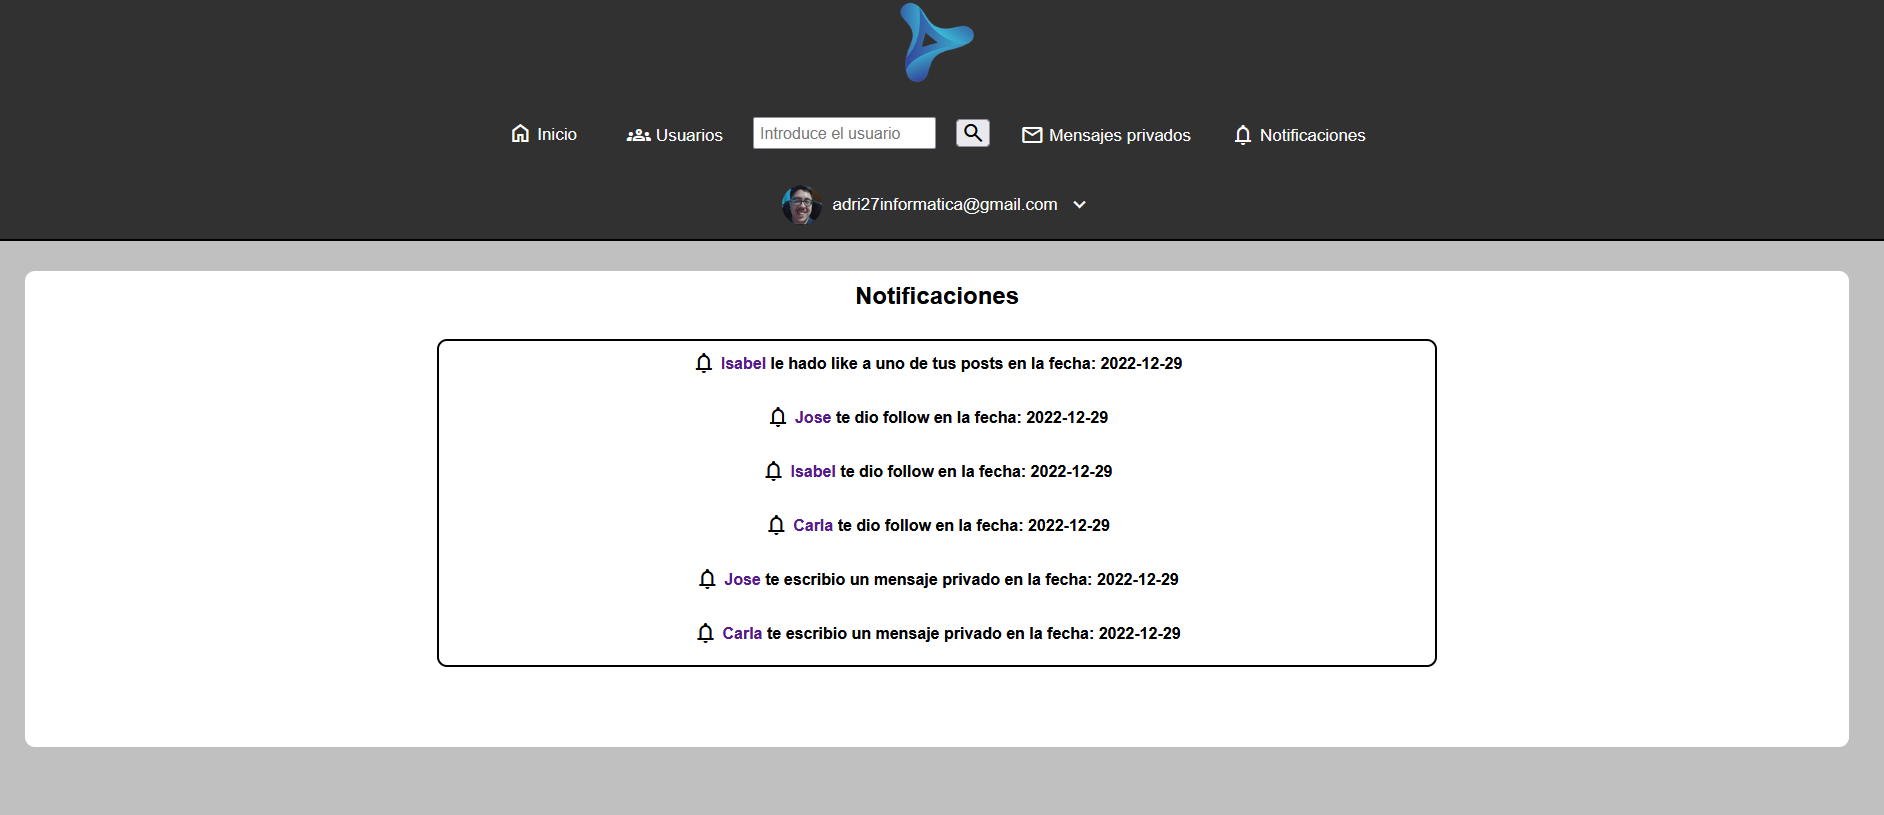 Inicio
Usuarios
Introduce el usuario
Mensajes privados
Notificaciones
adri27informatica@gmail.com
Notificaciones
Isabel le hado like a uno de tus posts en la fecha: 2022-12-29
Jose te dio follow en la fecha: 2022-12-29
Isabel te dio follow en la fecha: 2022-12-29
Carla te dio follow en la fecha: 2022-12-29
Jose te escribio un mensaje privado en la fecha: 2022-12-29
Carla te escribio un mensaje privado en la fecha: 2022-12-29